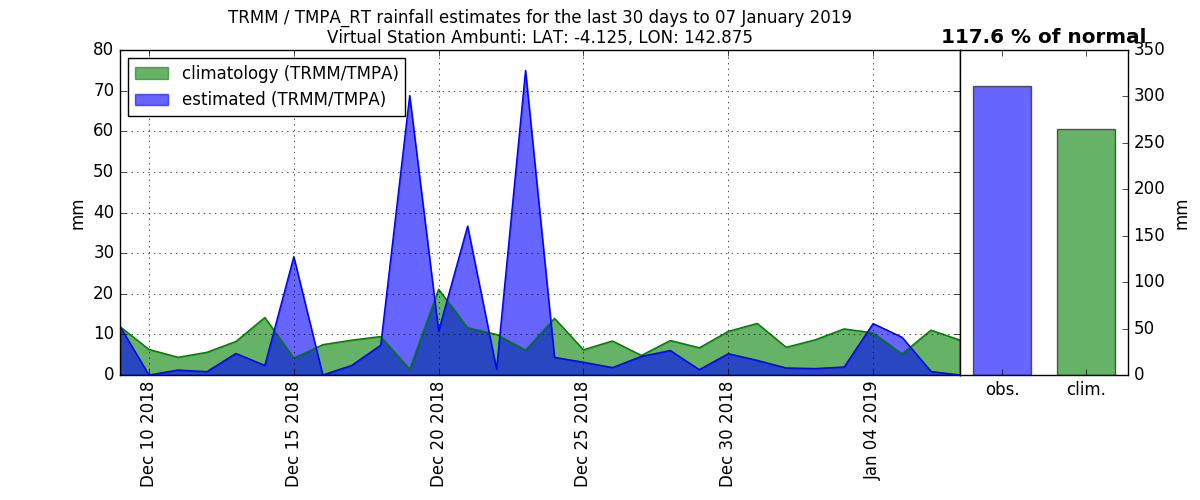 TRMM / TMPA_RT rainfall estimates for the last 30 days to 07 January 2019
Virtual Station Ambunti: LAT: -4.125, LON: 142.875
117.6 % of normal
climatology (TRMM/TMPA)
estimated (TRMM/TMPA)
80
70
60
50
40
30
20
10
0
mm
Dec 10 2018
Dec 15 2018
Dec 20 2018
Dec 25 2018
Dec 30 2018
Jan 04 2019
obs.
clim.
350
300
250
200
150
100
50
0
mm